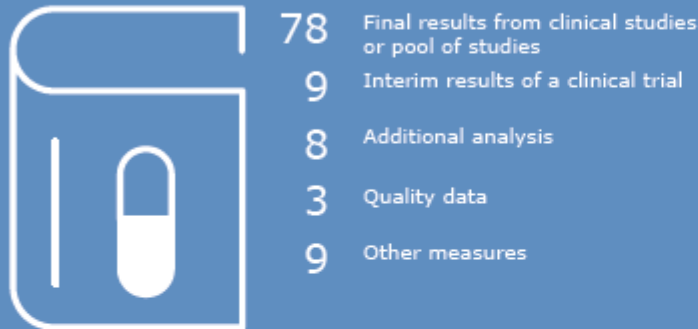 78 Final results from clinical studies
or pool of studies
9 Interim results of a clinical trial
8 Additional analysis
3 Quality data
9 Other measures